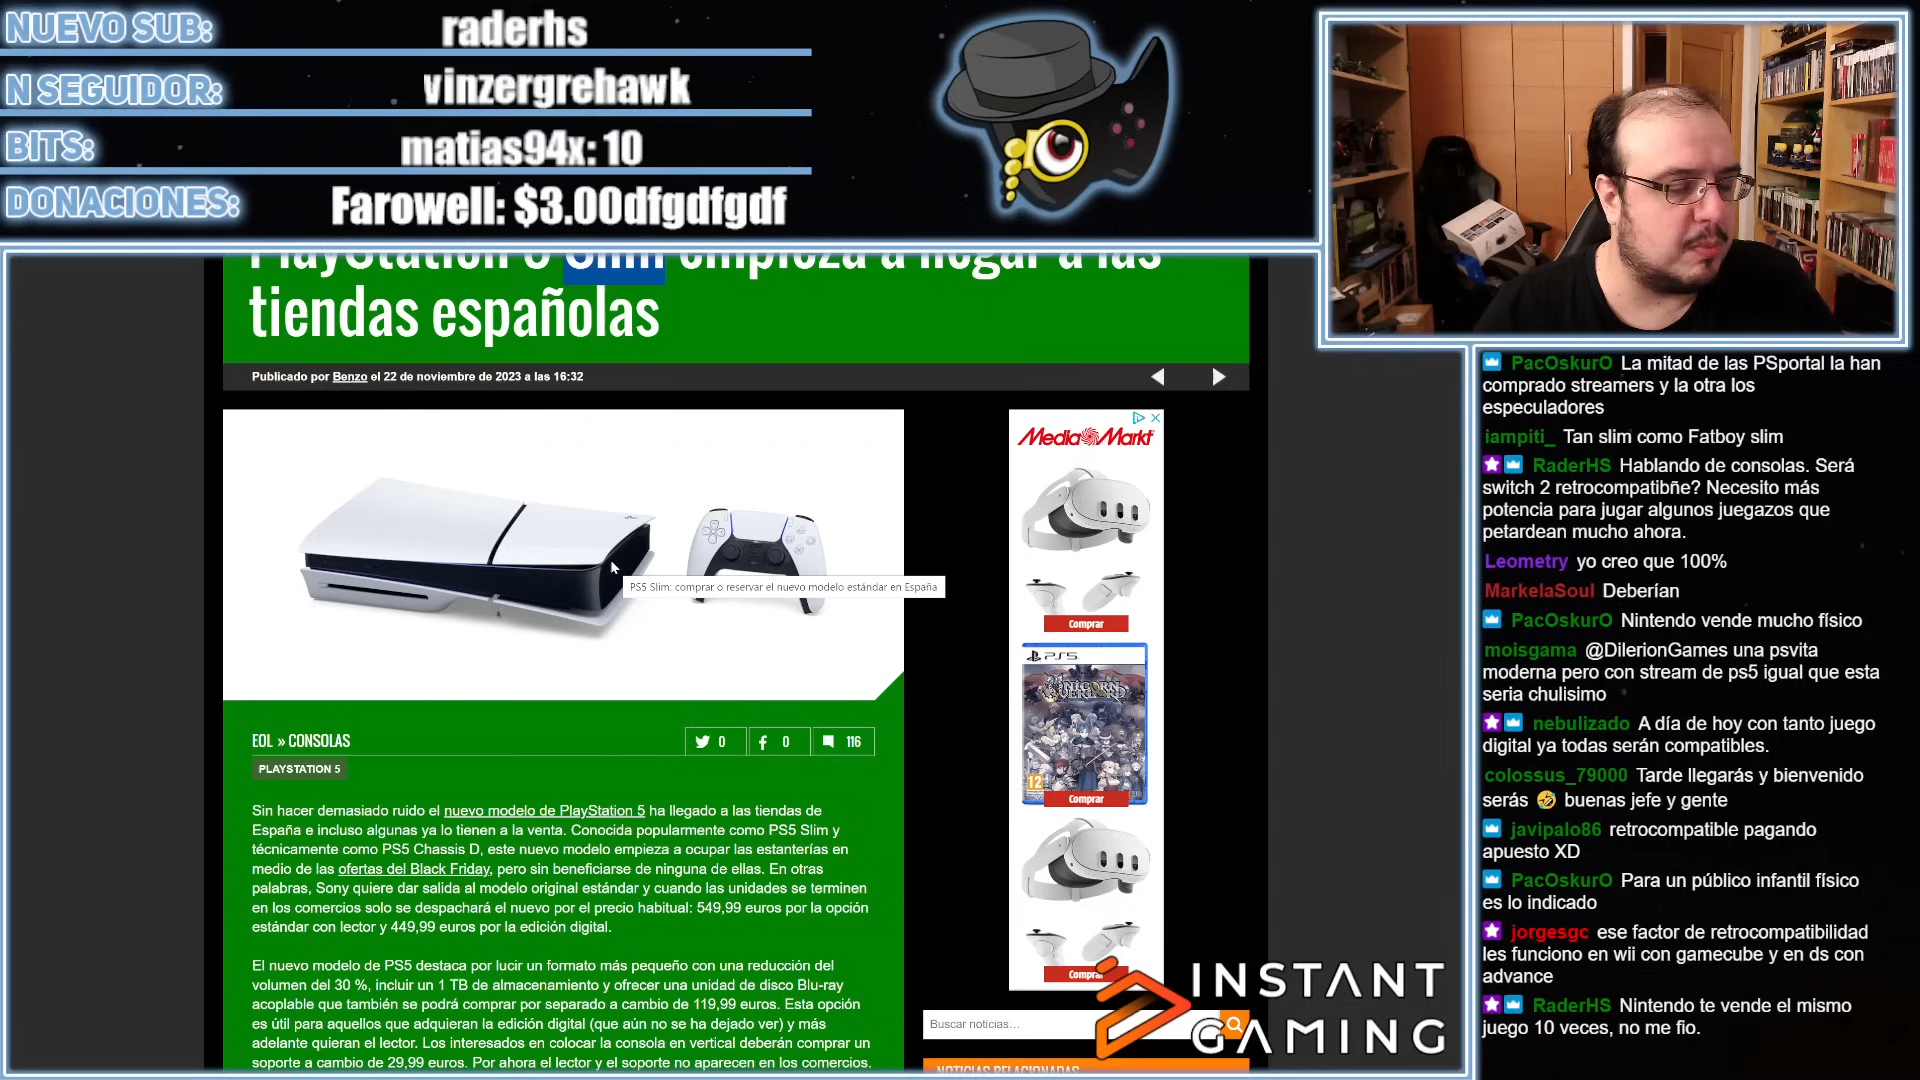 NUEVO SUB:
raderhs
N SEGUIDOR:
vinzergrehawk
BITS:
matias94x: 10
DONACIONES:
Farowell: $3.00dfgdfgdf
PlayStation 5 Slim empieza a llegar a las
tiendas españolas
Publicado por Benzo el 22 de noviembre de 2023 a las 16:32
PS5 Slim: comprar o reservar el nuevo modelo estándar en España
EOL » CONSOLAS
0
0
116
PLAYSTATION 5
Sin hacer demasiado ruido el nuevo modelo de PlayStation 5 ha llegado a las tiendas de
España e incluso algunas ya lo tienen a la venta. Conocida popularmente como PS5 Slim y
técnicamente como PS5 Chassis D, este nuevo modelo empieza a ocupar las estanterías en
medio de las ofertas del Black Friday, pero sin beneficiarse de ninguna de ellas. En otras
palabras, Sony quiere dar salida al modelo original estándar y cuando las unidades se terminen
en los comercios solo se despachará el nuevo por el precio habitual: 549,99 euros por la opción
estándar con lector y 449,99 euros por la edición digital.
El nuevo modelo de PS5 destaca por lucir un formato más pequeño con una reducción del
volumen del 30 %, incluir un 1 TB de almacenamiento y ofrecer una unidad de disco Blu-ray
acoplable que también se podrá comprar por separado a cambio de 119,99 euros. Esta opción
es útil para aquellos que adquieran la edición digital (que aún no se ha dejado ver) y más
adelante quieran el lector. Los interesados en colocar la consola en vertical deberán comprar un
soporte a cambio de 29,99 euros. Por ahora el lector y el soporte no aparecen en los comercios.
MediaMarkt
Comprar
PS5
UNICORN
OVERLORD
12
Comprar
Comprar
Buscar noticias...
NOTICIAS RELACIONADAS
INSTANT
GAMING
PacOskurO La mitad de las PSportal la han
comprado streamers y la otra los
especuladores
iampiti_ Tan slim como Fatboy slim
RaderHS Hablando de consolas. Será
switch 2 retrocompatibñe? Necesito más
potencia para jugar algunos juegazos que
petardean mucho ahora.
Leometry yo creo que 100%
MarkelaSoul Deberían
PacOskurO Nintendo vende mucho físico
moisgama @DilerionGames una psvita
moderna pero con stream de ps5 igual que esta
seria chulisimo
nebulizado A día de hoy con tanto juego
digital ya todas serán compatibles.
colossus_79000 Tarde llegarás y bienvenido
serás 🤣 buenas jefe y gente
javipalo86 retrocompatible pagando
apuesto XD
PacOskurO Para un público infantil físico
es lo indicado
jorgesgc ese factor de retrocompatibilidad
les funciono en wii con gamecube y en ds con
advance
RaderHS Nintendo te vende el mismo
juego 10 veces, no me fio.